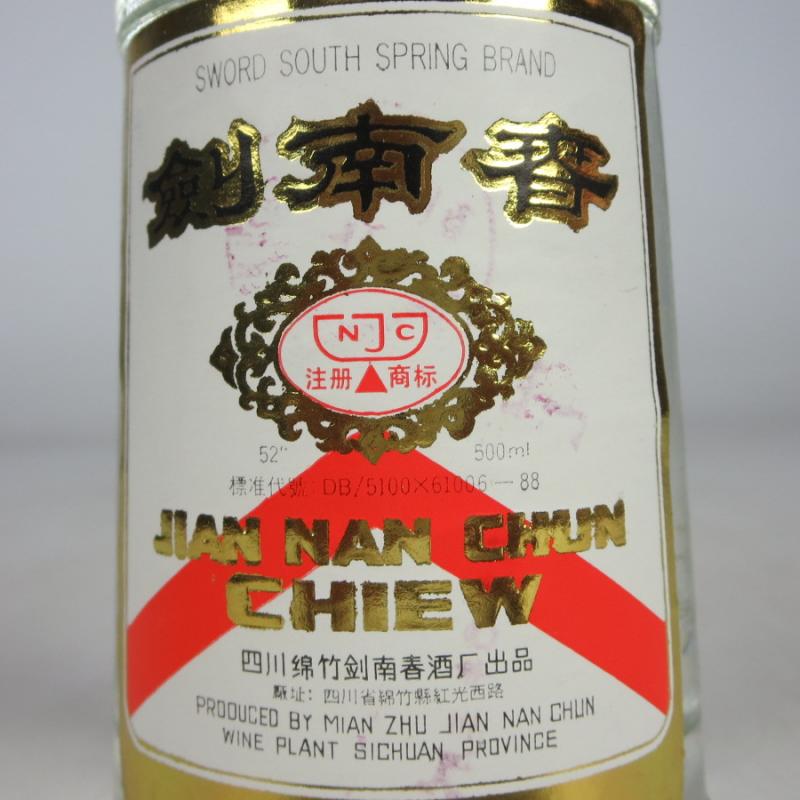 SWORD SOUTH SPRING BRAND
劍南春
NJC
注册 商标
52° 500ml
標准代號: DB/5100×61006—88
JIAN NAN CHUN
CHIEW
四川绵竹剑南春酒厂出品
厰址: 四川省綿竹縣紅光西路
PRODUCED BY MIAN ZHU JIAN NAN CHUN
WINE PLANT SICHUAN PROVINCE